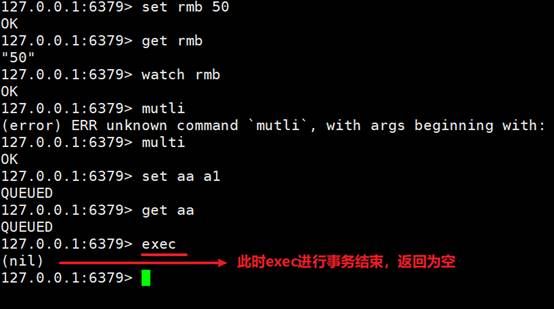 127.0.0.1:6379> set rmb 50
OK
127.0.0.1:6379> get rmb
"50"
127.0.0.1:6379> watch rmb
OK
127.0.0.1:6379> mutli
(error) ERR unknown command `mutli`, with args beginning with:
127.0.0.1:6379> multi
OK
127.0.0.1:6379> set aa a1
QUEUED
127.0.0.1:6379> get aa
QUEUED
127.0.0.1:6379> exec
(nil) 此时exec进行事务结束，返回为空
127.0.0.1:6379>